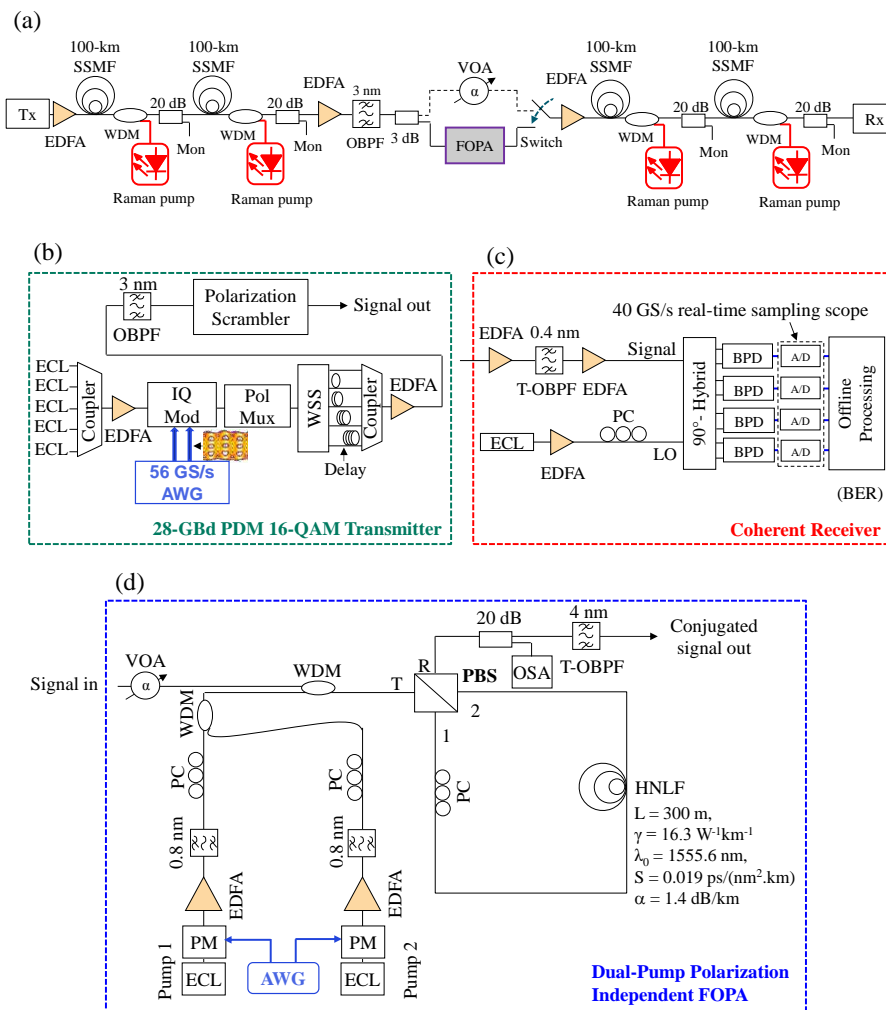 (a)
100-km
SSMF
100-km
SSMF
EDFA
3 nm
VOA
α
EDFA
100-km
SSMF
100-km
SSMF
Tx
20 dB
20 dB
20 dB
20 dB
Rx
EDFA
WDM
Mon
WDM
Mon
OBPF
3 dB
FOPA
Switch
WDM
Mon
WDM
Mon
Raman pump
Raman pump
Raman pump
Raman pump
(b)
3 nm
OBPF
Polarization
Scrambler
Signal out
ECL
ECL
ECL
ECL
ECL
Coupler
EDFA
IQ
Mod
Pol
Mux
WSS
Coupler
EDFA
Delay
56 GS/s
AWG
28-GBd PDM 16-QAM Transmitter
(c)
40 GS/s real-time sampling scope
EDFA
0.4 nm
Signal
T-OBPF
EDFA
90°- Hybrid
BPD
A/D
BPD
A/D
BPD
A/D
BPD
A/D
Offline
Processing
ECL
EDFA
PC
LO
(BER)
Coherent Receiver
(d)
20 dB
4 nm
Conjugated
signal out
VOA
WDM
R
PBS
OSA
T-OBPF
Signal in
α
T
2
WDM
1
PC
PC
PC
HNLF
L = 300 m,
γ = 16.3 W⁻¹km⁻¹
λ₀ = 1555.6 nm,
S = 0.019 ps/(nm².km)
α = 1.4 dB/km
0.8 nm
0.8 nm
EDFA
EDFA
Pump 1
PM
ECL
AWG
PM
ECL
Pump 2
Dual-Pump Polarization
Independent FOPA